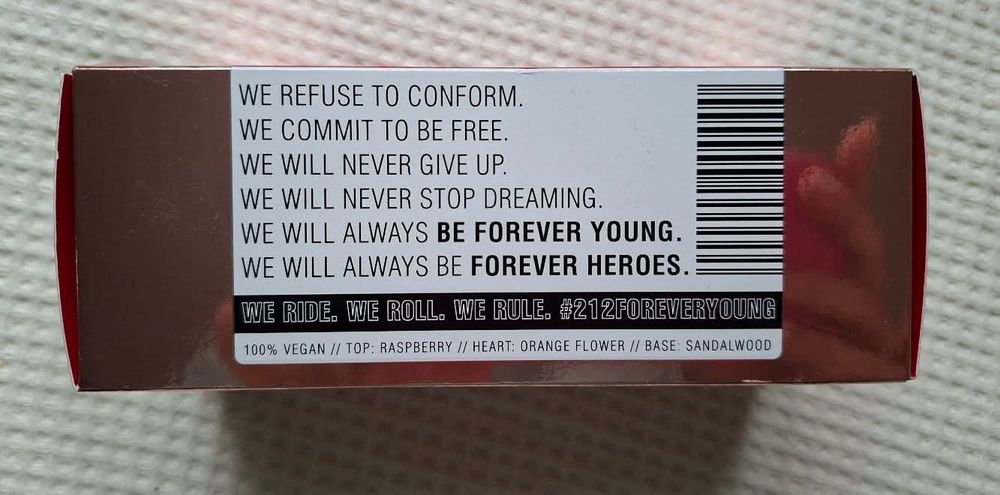 WE REFUSE TO CONFORM.
WE COMMIT TO BE FREE.
WE WILL NEVER GIVE UP.
WE WILL NEVER STOP DREAMING.
WE WILL ALWAYS BE FOREVER YOUNG.
WE WILL ALWAYS BE FOREVER HEROES.
WE RIDE. WE ROLL. WE RULE. #212FOREVERYOUNG
100% VEGAN // TOP: RASPBERRY // HEART: ORANGE FLOWER // BASE: SANDALWOOD